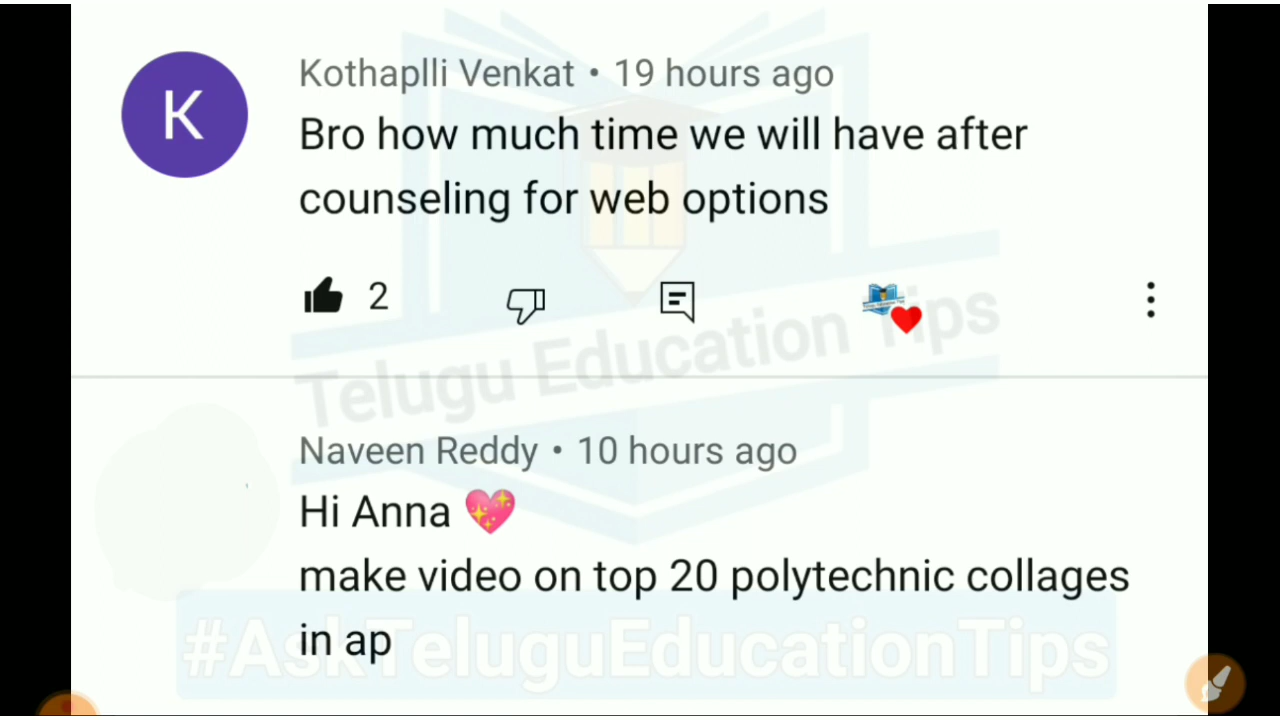 K
Kothaplli Venkat • 19 hours ago
Bro how much time we will have after
counseling for web options
2
Telugu Education Tips
Naveen Reddy • 10 hours ago
Hi Anna 💖
make video on top 20 polytechnic collages
in ap
#AskTeluguEducationTips